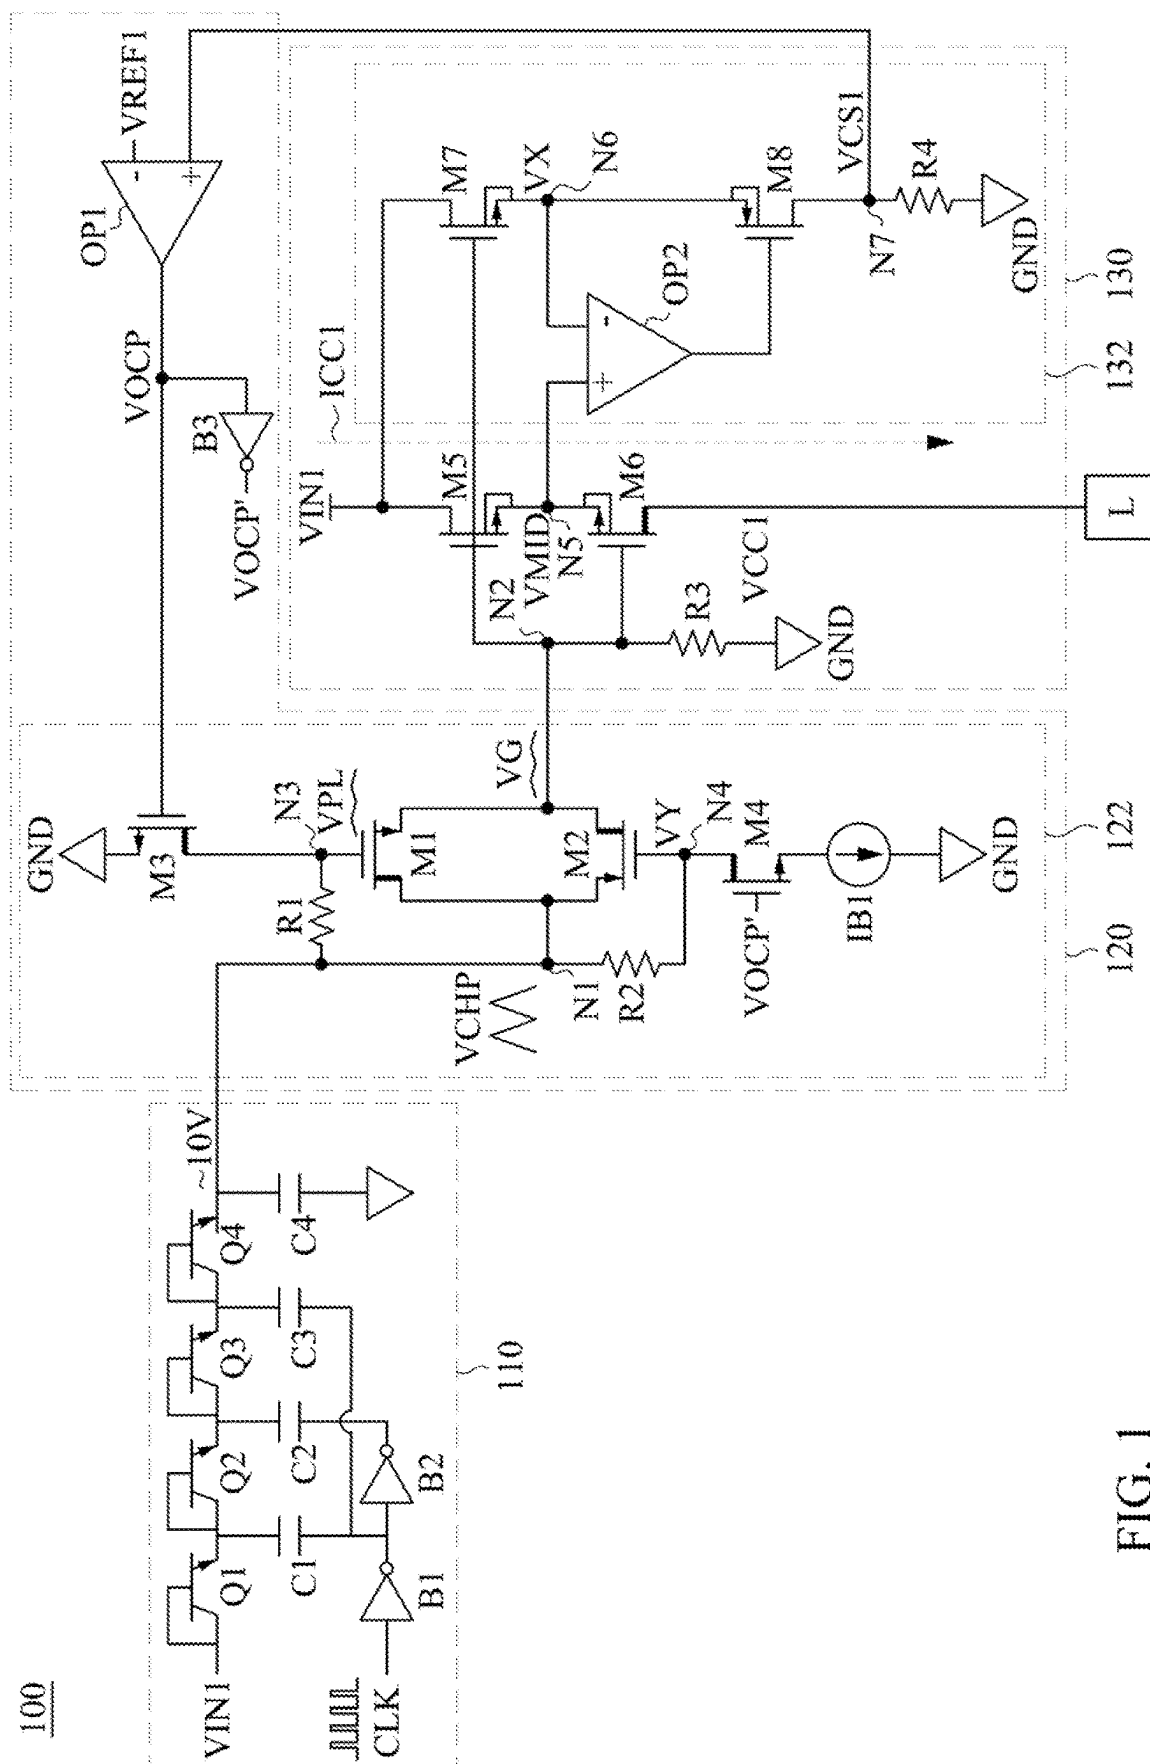 100
VIN1
Q1
Q2
Q3
Q4
~10V
C1
C2
C3
C4
CLK
B1
B2
110
GND
M3
R1
N3
VPL
M1
M2
VG
VCHP
N1
R2
VY
N4
M4
VOCP'
IB1
GND
122
120
OP1
VREF1
VOCP
B3
VOCP'
ICC1
VIN1
M5
M7
VX
N6
OP2
M8
VCS1
N7
R4
GND
N2
VMID
N5
M6
VCC1
R3
GND
L
132
130
FIG. 1